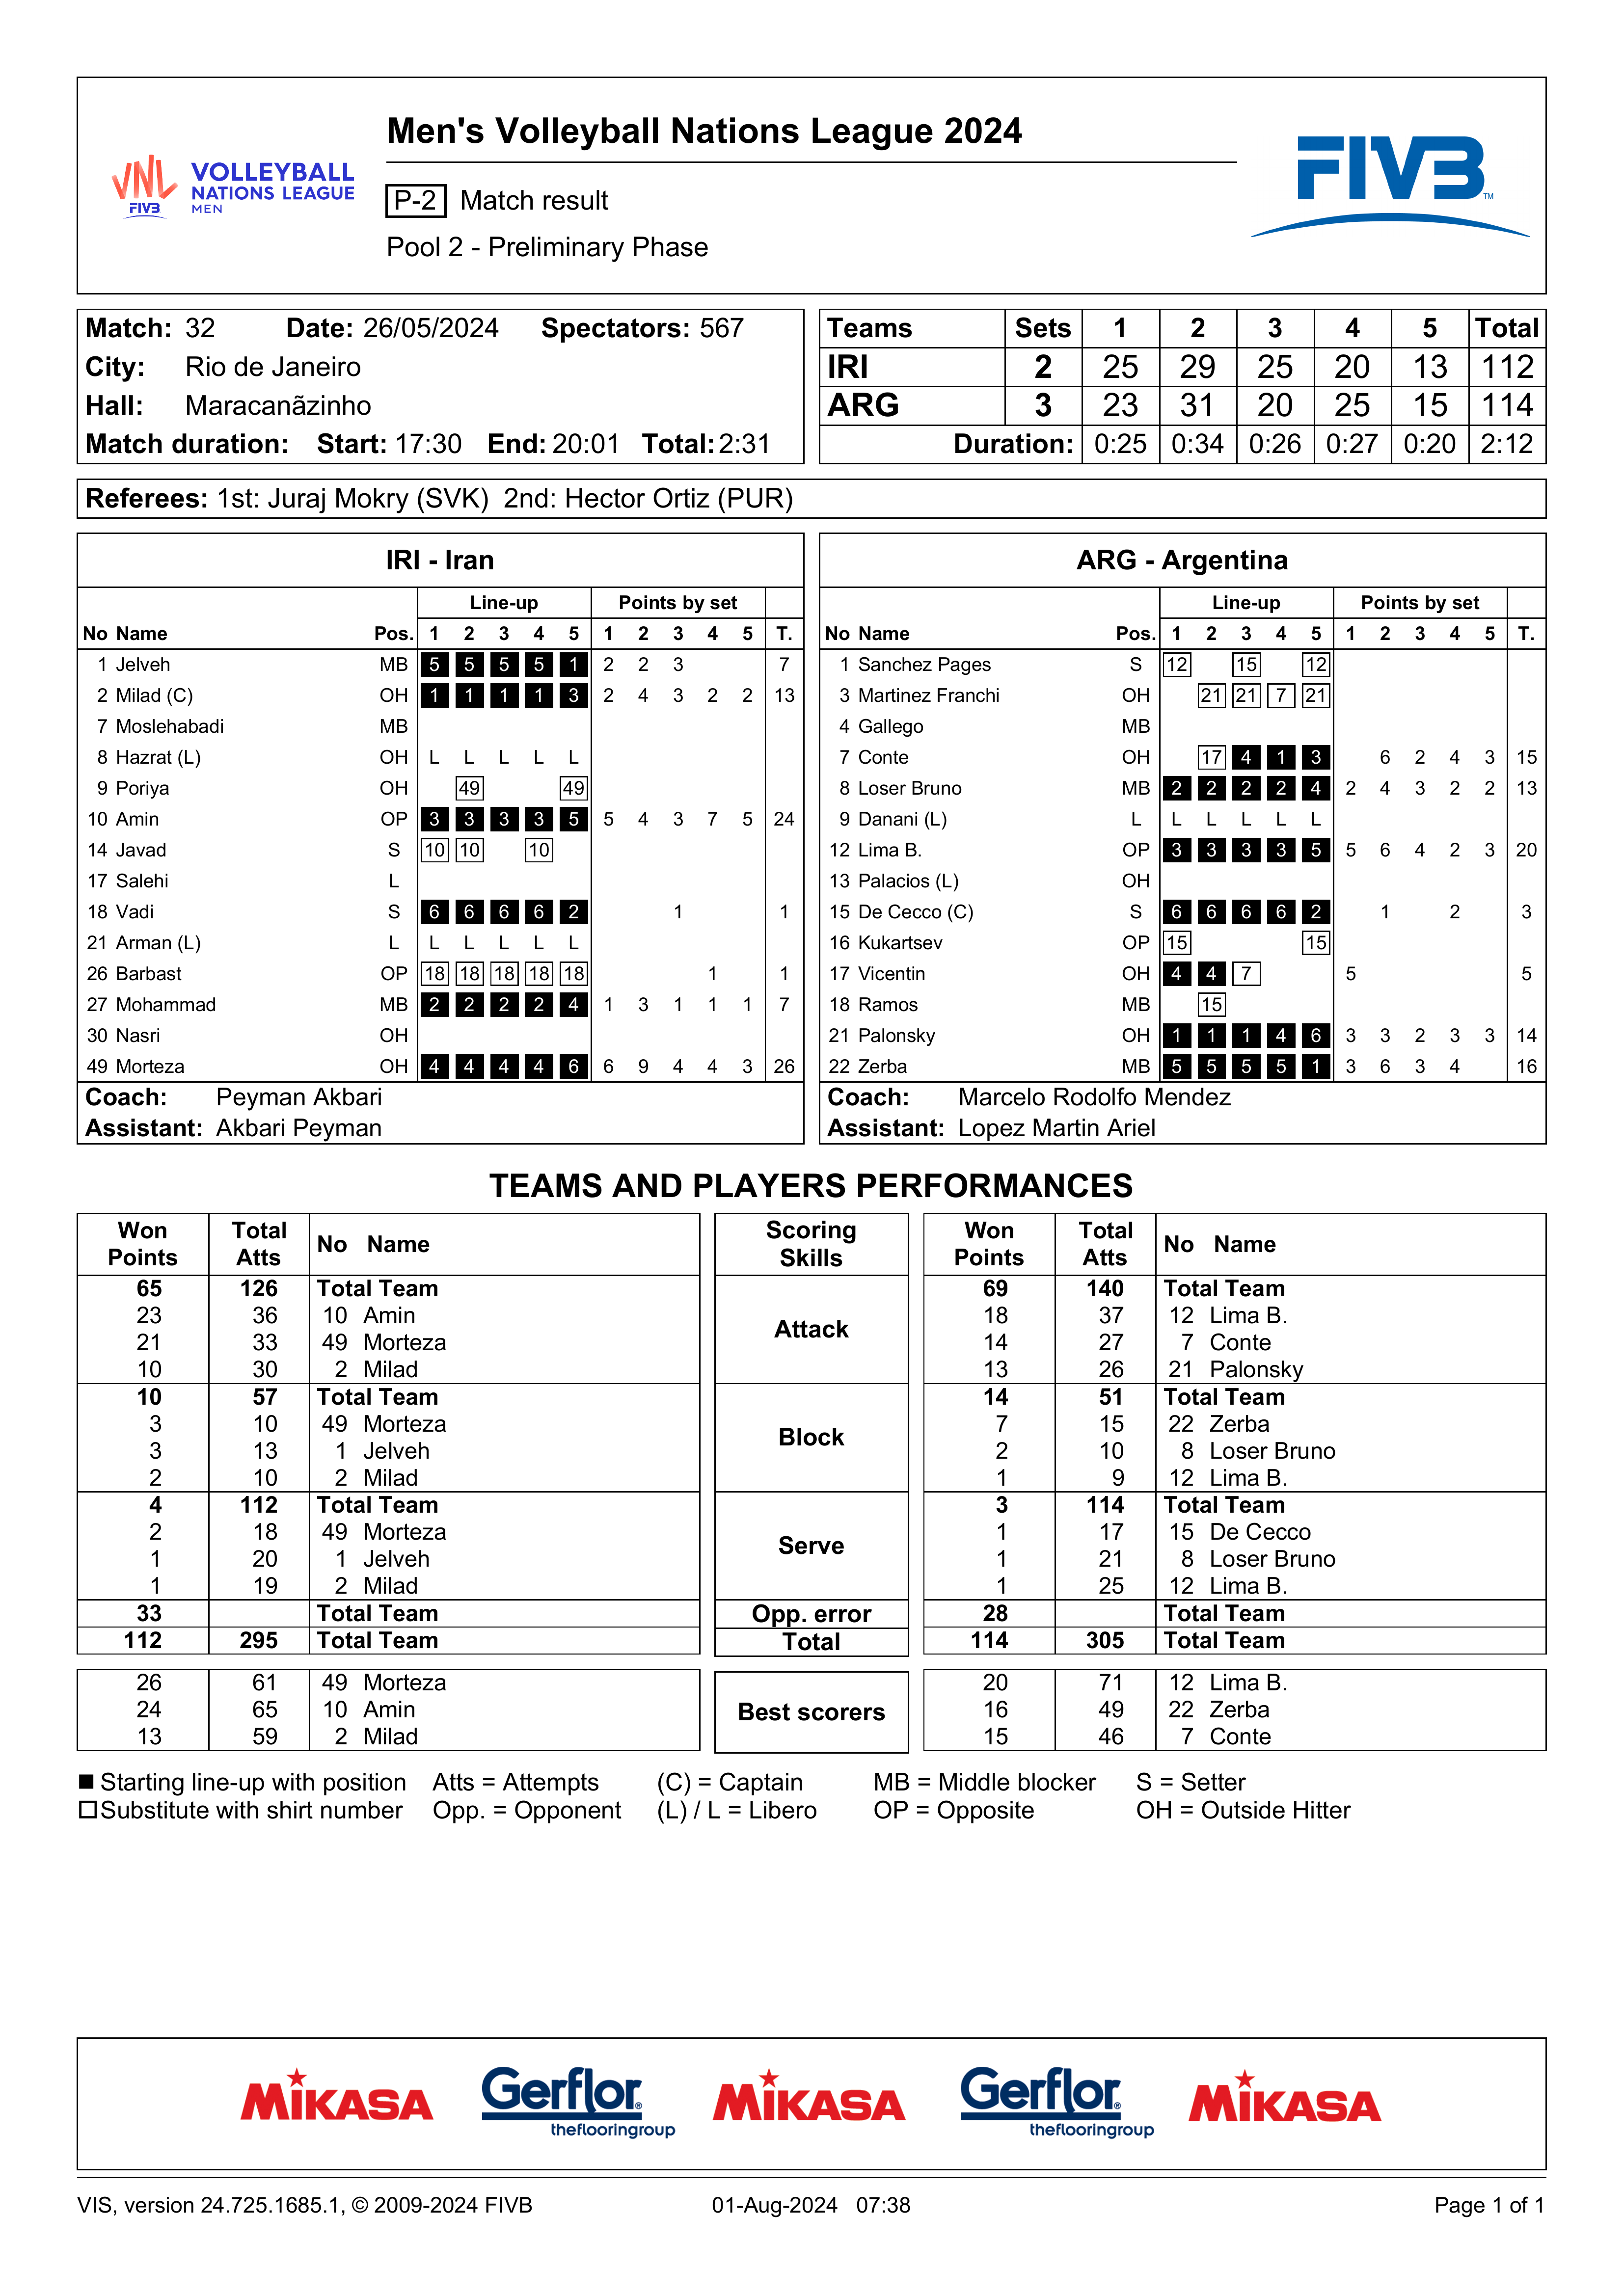 VNL FIVB VOLLEYBALL NATIONS LEAGUE MEN
Men's Volleyball Nations League 2024
P-2 Match result
Pool 2 - Preliminary Phase
FIVB™
Match: 32 Date: 26/05/2024 Spectators: 567
City: Rio de Janeiro
Hall: Maracanãzinho
Match duration: Start: 17:30 End: 20:01 Total: 2:31
Teams Sets 1 2 3 4 5 Total
IRI 2 25 29 25 20 13 112
ARG 3 23 31 20 25 15 114
Duration: 0:25 0:34 0:26 0:27 0:20 2:12
Referees: 1st: Juraj Mokry (SVK) 2nd: Hector Ortiz (PUR)
IRI - Iran
Line-up Points by set
No Name Pos. 1 2 3 4 5 1 2 3 4 5 T.
1 Jelveh MB 5 5 5 5 1 2 2 3 7
2 Milad (C) OH 1 1 1 1 3 2 4 3 2 2 13
7 Moslehabadi MB
8 Hazrat (L) OH L L L L L
9 Poriya OH 49 49
10 Amin OP 3 3 3 3 5 5 4 3 7 5 24
14 Javad S 10 10 10
17 Salehi L
18 Vadi S 6 6 6 6 2 1 1
21 Arman (L) L L L L L L
26 Barbast OP 18 18 18 18 18 1 1
27 Mohammad MB 2 2 2 2 4 1 3 1 1 1 7
30 Nasri OH
49 Morteza OH 4 4 4 4 6 6 9 4 4 3 26
Coach: Peyman Akbari
Assistant: Akbari Peyman
ARG - Argentina
Line-up Points by set
No Name Pos. 1 2 3 4 5 1 2 3 4 5 T.
1 Sanchez Pages S 12 15 12
3 Martinez Franchi OH 21 21 7 21
4 Gallego MB
7 Conte OH 17 4 1 3 6 2 4 3 15
8 Loser Bruno MB 2 2 2 2 4 2 4 3 2 2 13
9 Danani (L) L L L L L L
12 Lima B. OP 3 3 3 3 5 5 6 4 2 3 20
13 Palacios (L) OH
15 De Cecco (C) S 6 6 6 6 2 1 2 3
16 Kukartsev OP 15 15
17 Vicentin OH 4 4 7 5 5
18 Ramos MB 15
21 Palonsky OH 1 1 1 4 6 3 3 2 3 3 14
22 Zerba MB 5 5 5 5 1 3 6 3 4 16
Coach: Marcelo Rodolfo Mendez
Assistant: Lopez Martin Ariel
TEAMS AND PLAYERS PERFORMANCES
Won Points Total Atts No Name Scoring Skills Won Points Total Atts No Name
65 126 Total Team Attack 69 140 Total Team
23 36 10 Amin 18 37 12 Lima B.
21 33 49 Morteza 14 27 7 Conte
10 30 2 Milad 13 26 21 Palonsky
10 57 Total Team Block 14 51 Total Team
3 10 49 Morteza 7 15 22 Zerba
3 13 1 Jelveh 2 10 8 Loser Bruno
2 10 2 Milad 1 9 12 Lima B.
4 112 Total Team Serve 3 114 Total Team
2 18 49 Morteza 1 17 15 De Cecco
1 20 1 Jelveh 1 21 8 Loser Bruno
1 19 2 Milad 1 25 12 Lima B.
33 Total Team Opp. error 28 Total Team
112 295 Total Team Total 114 305 Total Team
26 61 49 Morteza Best scorers 20 71 12 Lima B.
24 65 10 Amin 16 49 22 Zerba
13 59 2 Milad 15 46 7 Conte
Starting line-up with position Atts = Attempts (C) = Captain MB = Middle blocker S = Setter
Substitute with shirt number Opp. = Opponent (L) / L = Libero OP = Opposite OH = Outside Hitter
MIKASA Gerflor® theflooringgroup MIKASA Gerflor® theflooringgroup MIKASA
VIS, version 24.725.1685.1, © 2009-2024 FIVB 01-Aug-2024 07:38 Page 1 of 1